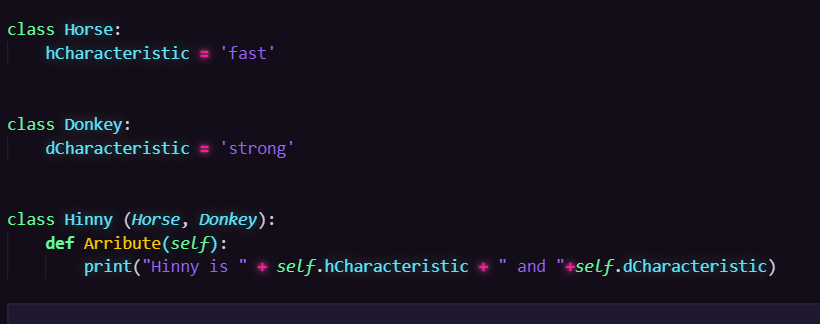 class Horse:
    hCharacteristic = 'fast'
class Donkey:
    dCharacteristic = 'strong'
class Hinny (Horse, Donkey):
    def Arribute(self):
        print("Hinny is " + self.hCharacteristic + " and "+self.dCharacteristic)